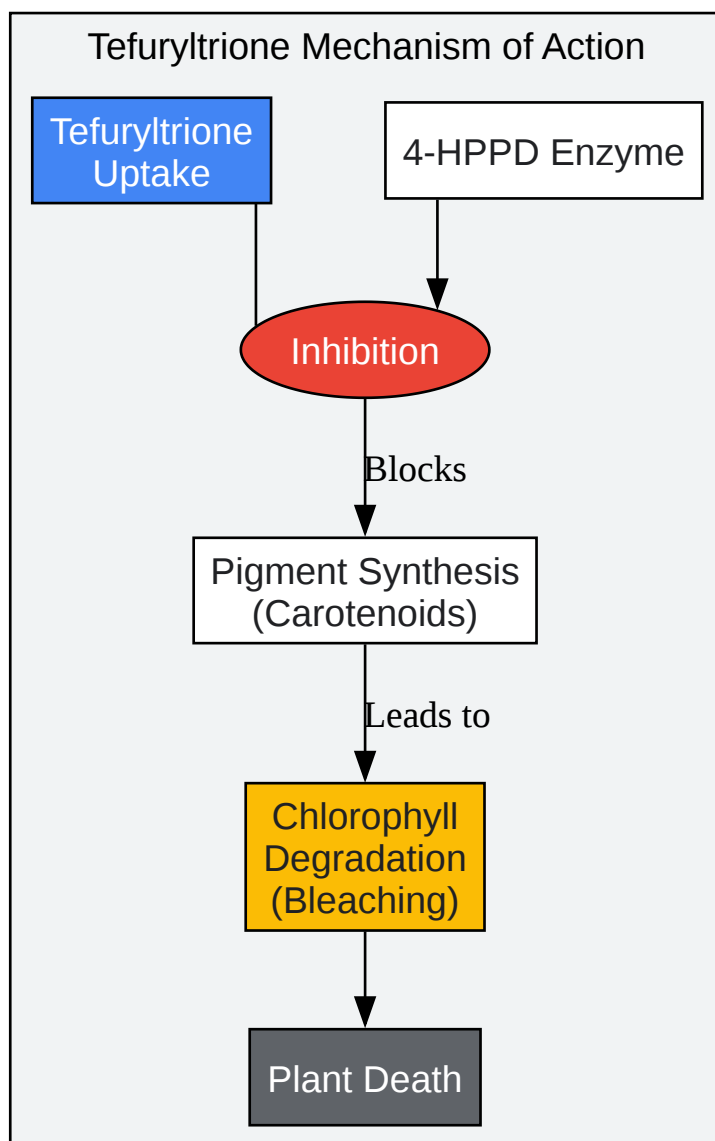 Tefuryltrione Mechanism of Action
Tefuryltrione
Uptake
4-HPPD Enzyme
Inhibition
Blocks
Pigment Synthesis
(Carotenoids)
Leads to
Chlorophyll
Degradation
(Bleaching)
Plant Death